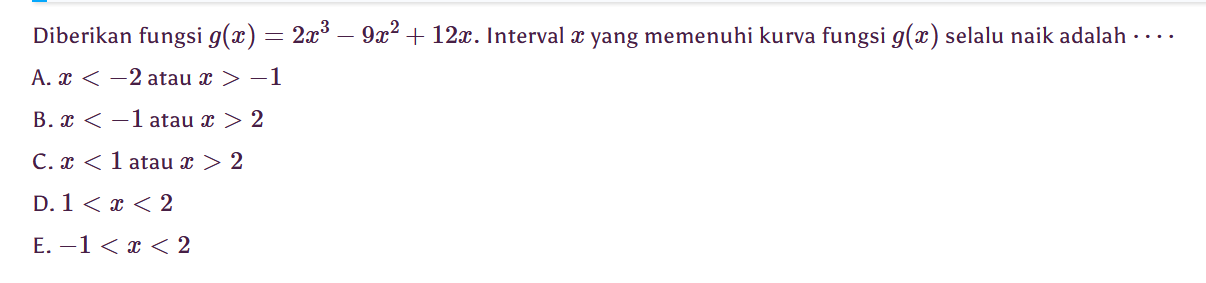 Diberikan fungsi g(x) = 2x³ − 9x² + 12x. Interval x yang memenuhi kurva fungsi g(x) selalu naik adalah ····
A. x < −2 atau x > −1
B. x < −1 atau x > 2
C. x < 1 atau x > 2
D. 1 < x < 2
E. −1 < x < 2